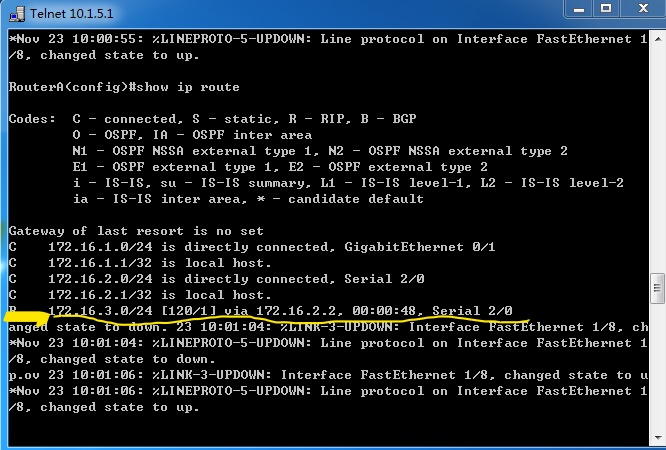 Telnet 10.1.5.1
*Nov 23 10:00:55: %LINEPROTO-5-UPDOWN: Line protocol on Interface FastEthernet 1
/8, changed state to up.
RouterA(config)#show ip route
Codes:  C - connected, S - static, R - RIP, B - BGP
O - OSPF, IA - OSPF inter area
N1 - OSPF NSSA external type 1, N2 - OSPF NSSA external type 2
E1 - OSPF external type 1, E2 - OSPF external type 2
i - IS-IS, su - IS-IS summary, L1 - IS-IS level-1, L2 - IS-IS level-2
ia - IS-IS inter area, * - candidate default
Gateway of last resort is no set
C    172.16.1.0/24 is directly connected, GigabitEthernet 0/1
C    172.16.1.1/32 is local host.
C    172.16.2.0/24 is directly connected, Serial 2/0
C    172.16.2.1/32 is local host.
R    172.16.3.0/24 [120/1] via 172.16.2.2, 00:00:48, Serial 2/0
anged state to down. 23 10:01:04: %LINK-3-UPDOWN: Interface FastEthernet 1/8, ch
*Nov 23 10:01:04: %LINEPROTO-5-UPDOWN: Line protocol on Interface FastEthernet 1
/8, changed state to down.
p.ov 23 10:01:06: %LINK-3-UPDOWN: Interface FastEthernet 1/8, changed state to u
*Nov 23 10:01:06: %LINEPROTO-5-UPDOWN: Line protocol on Interface FastEthernet 1
/8, changed state to up.